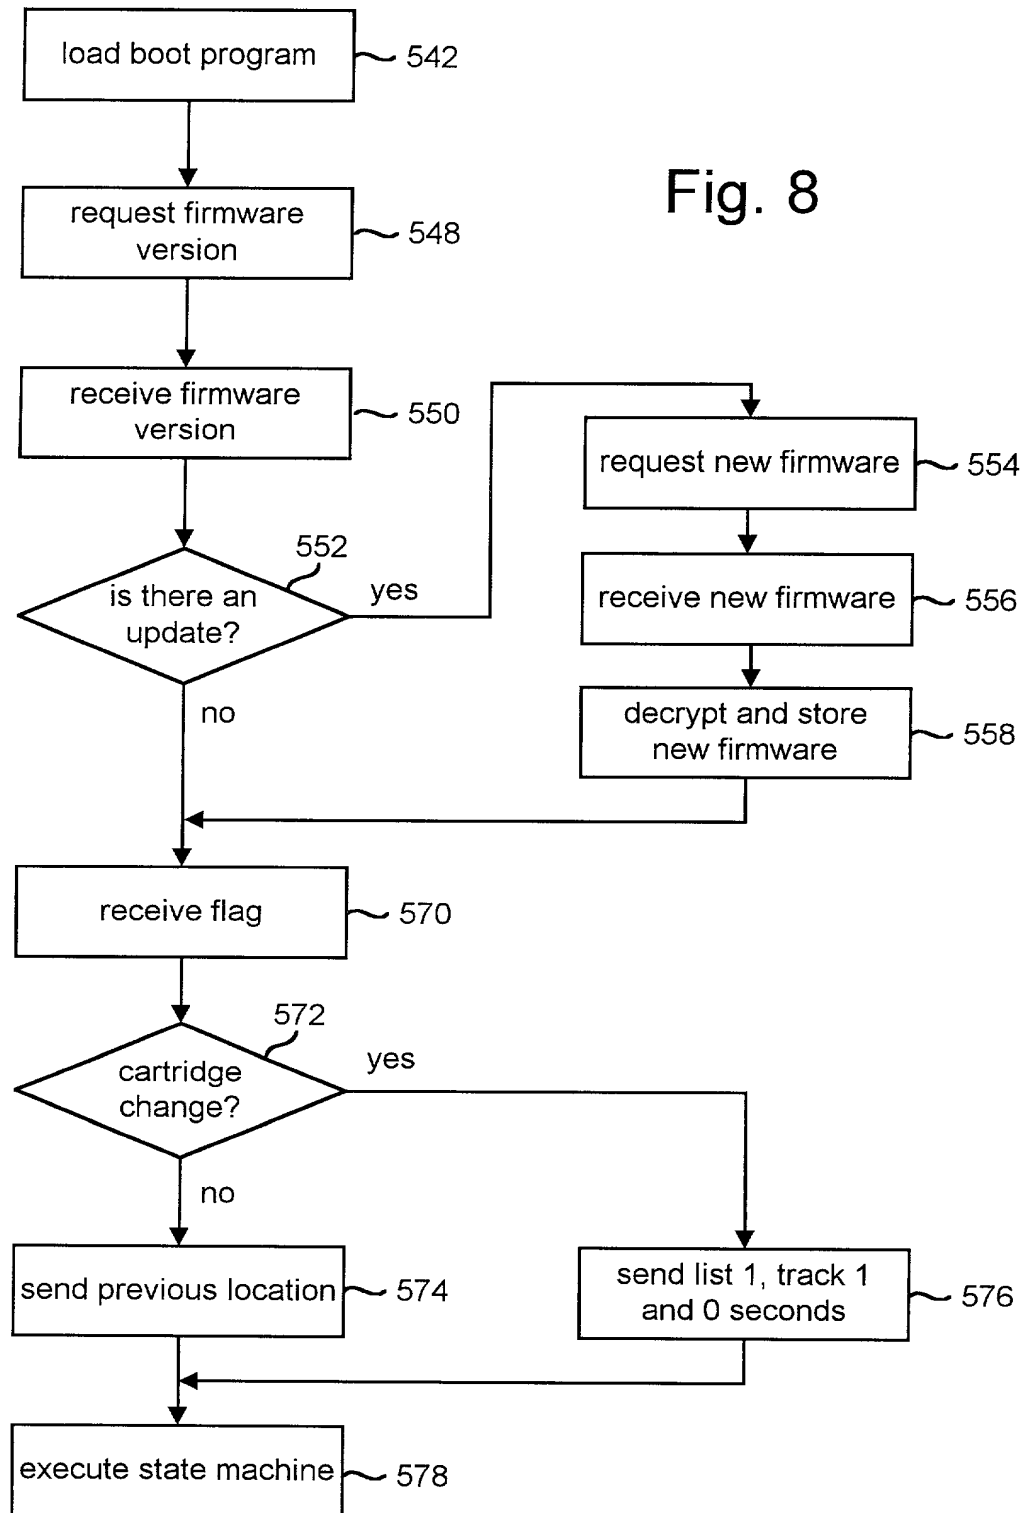 load boot program
542
Fig. 8
request firmware
version
548
receive firmware
version
550
request new firmware
554
552
is there an
update?
yes
receive new firmware
556
no
decrypt and store
new firmware
558
receive flag
570
572
cartridge
change?
yes
no
send previous location
574
send list 1, track 1
and 0 seconds
576
execute state machine
578